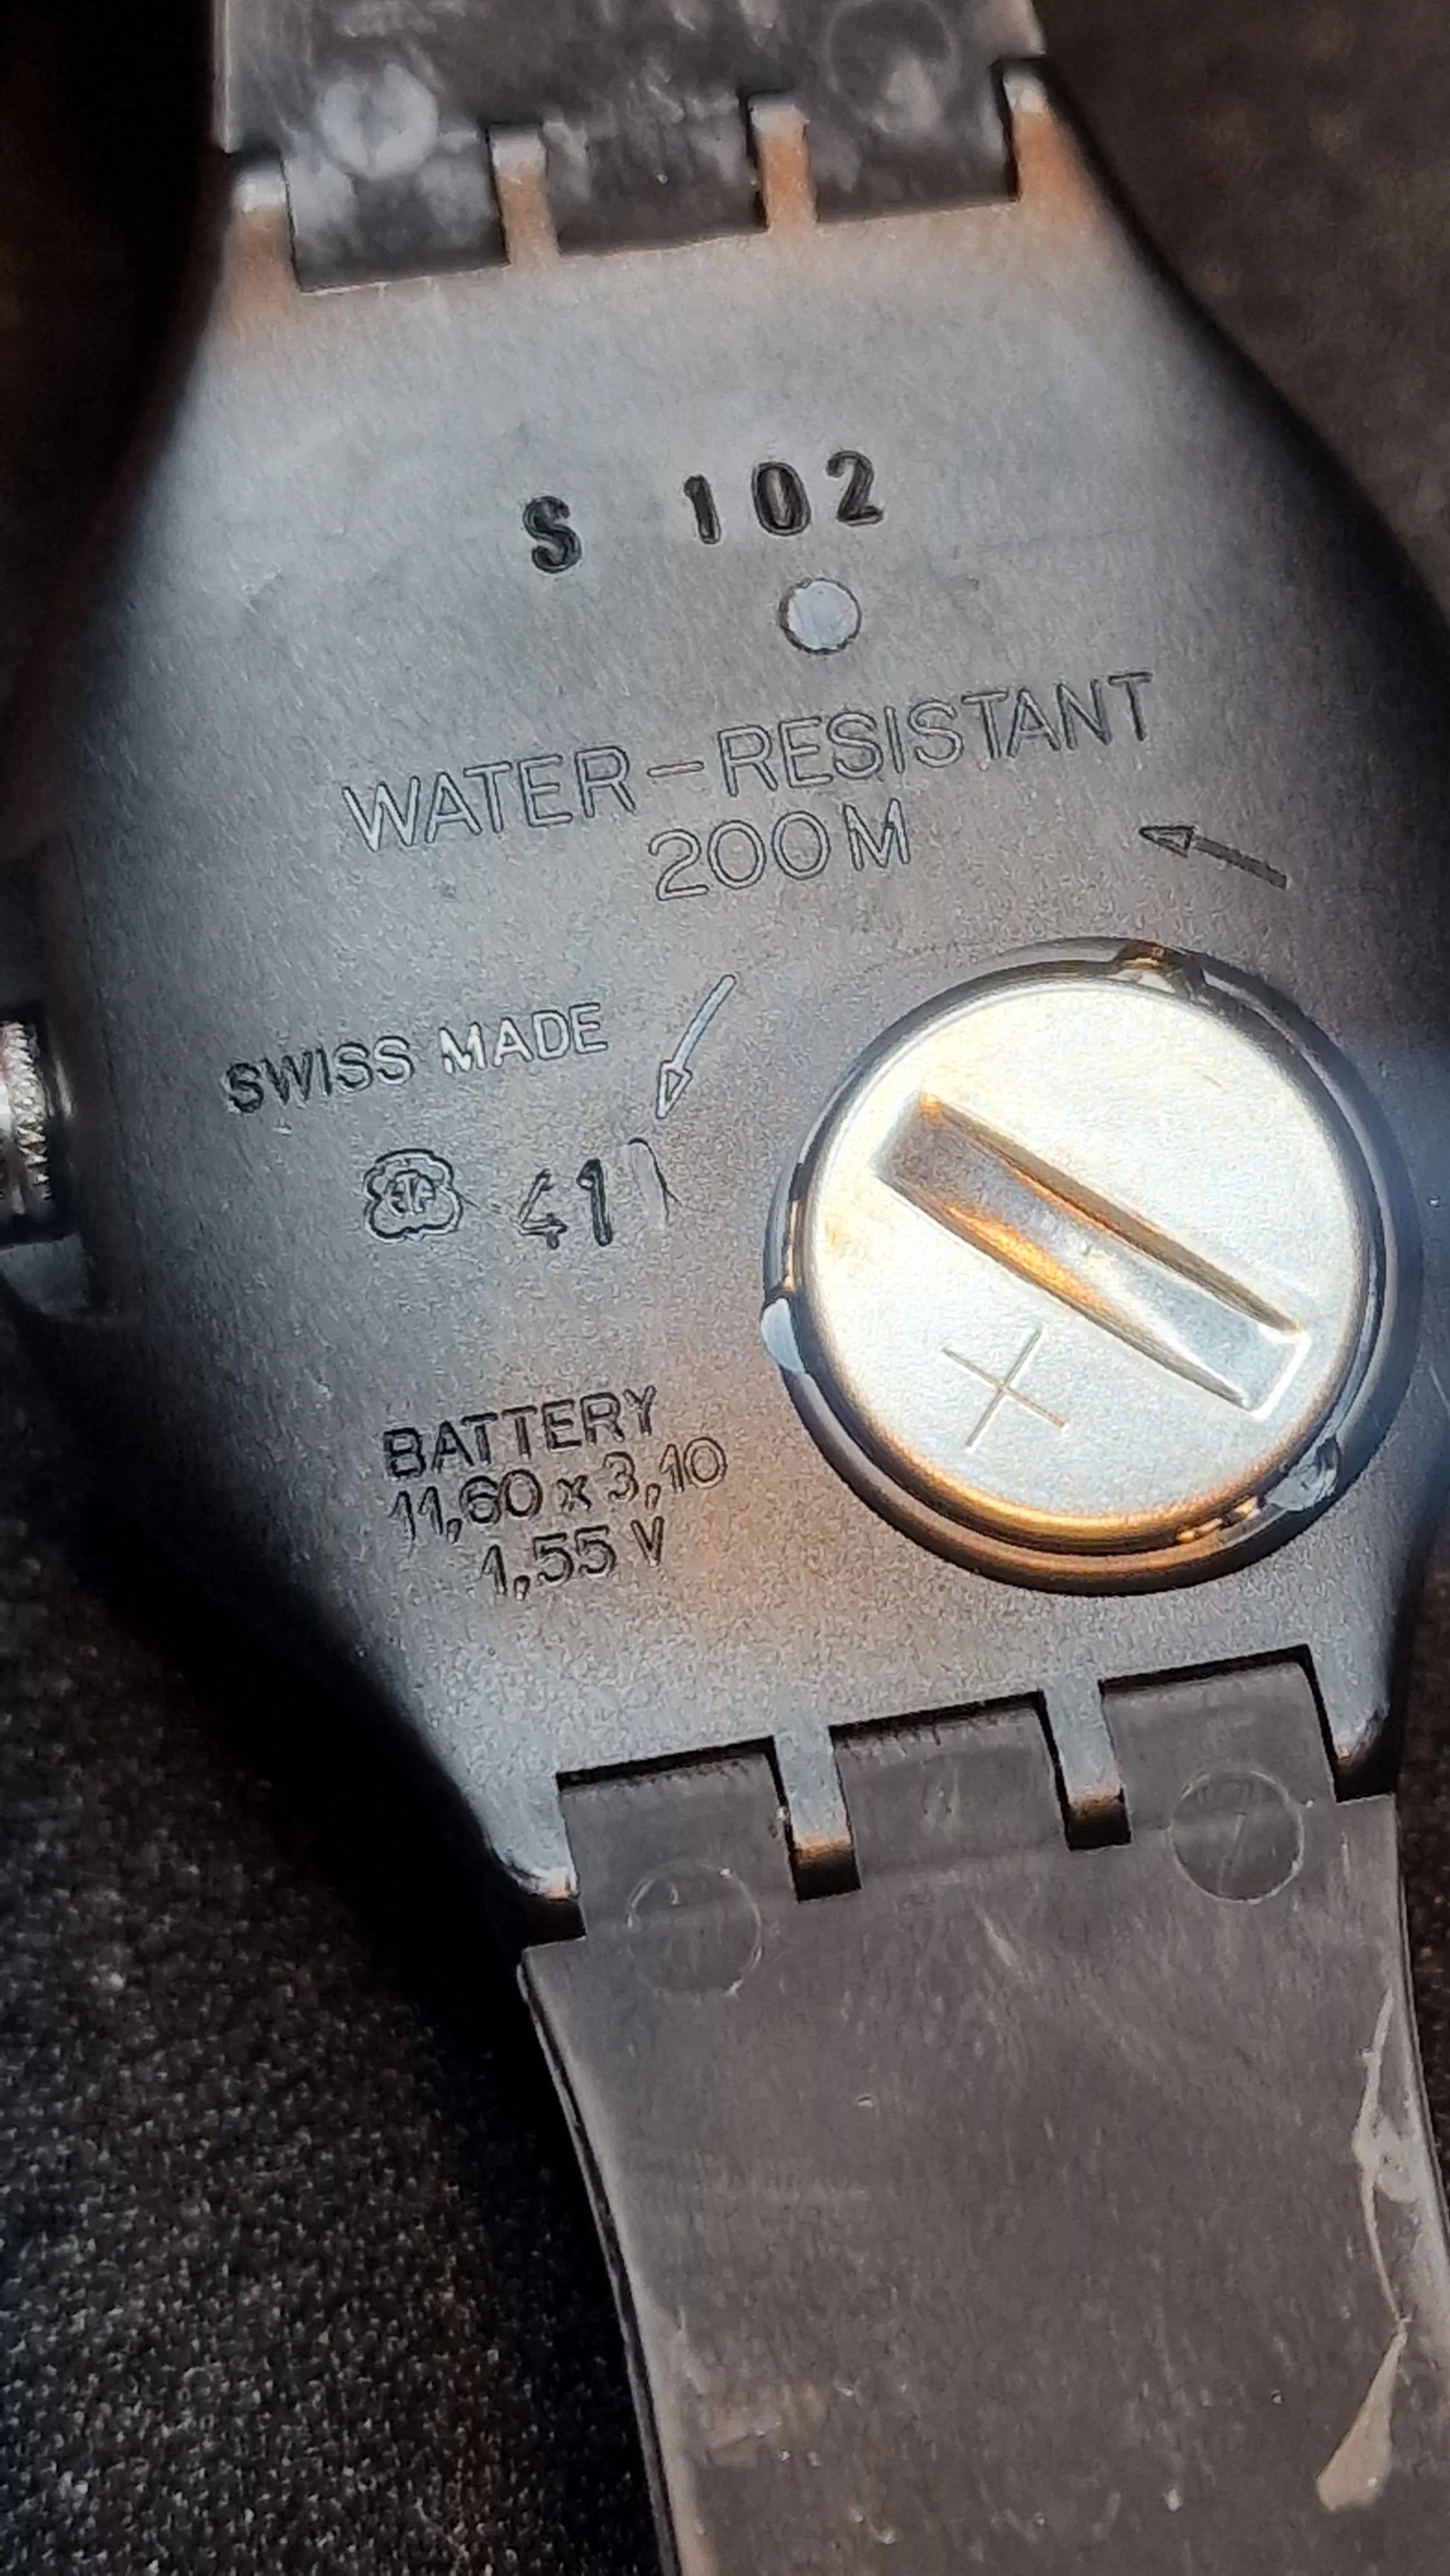 S 102
WATER-RESISTANT
200M
SWISS MADE
41
BATTERY
11,60 x 3,10
1,55 V
+